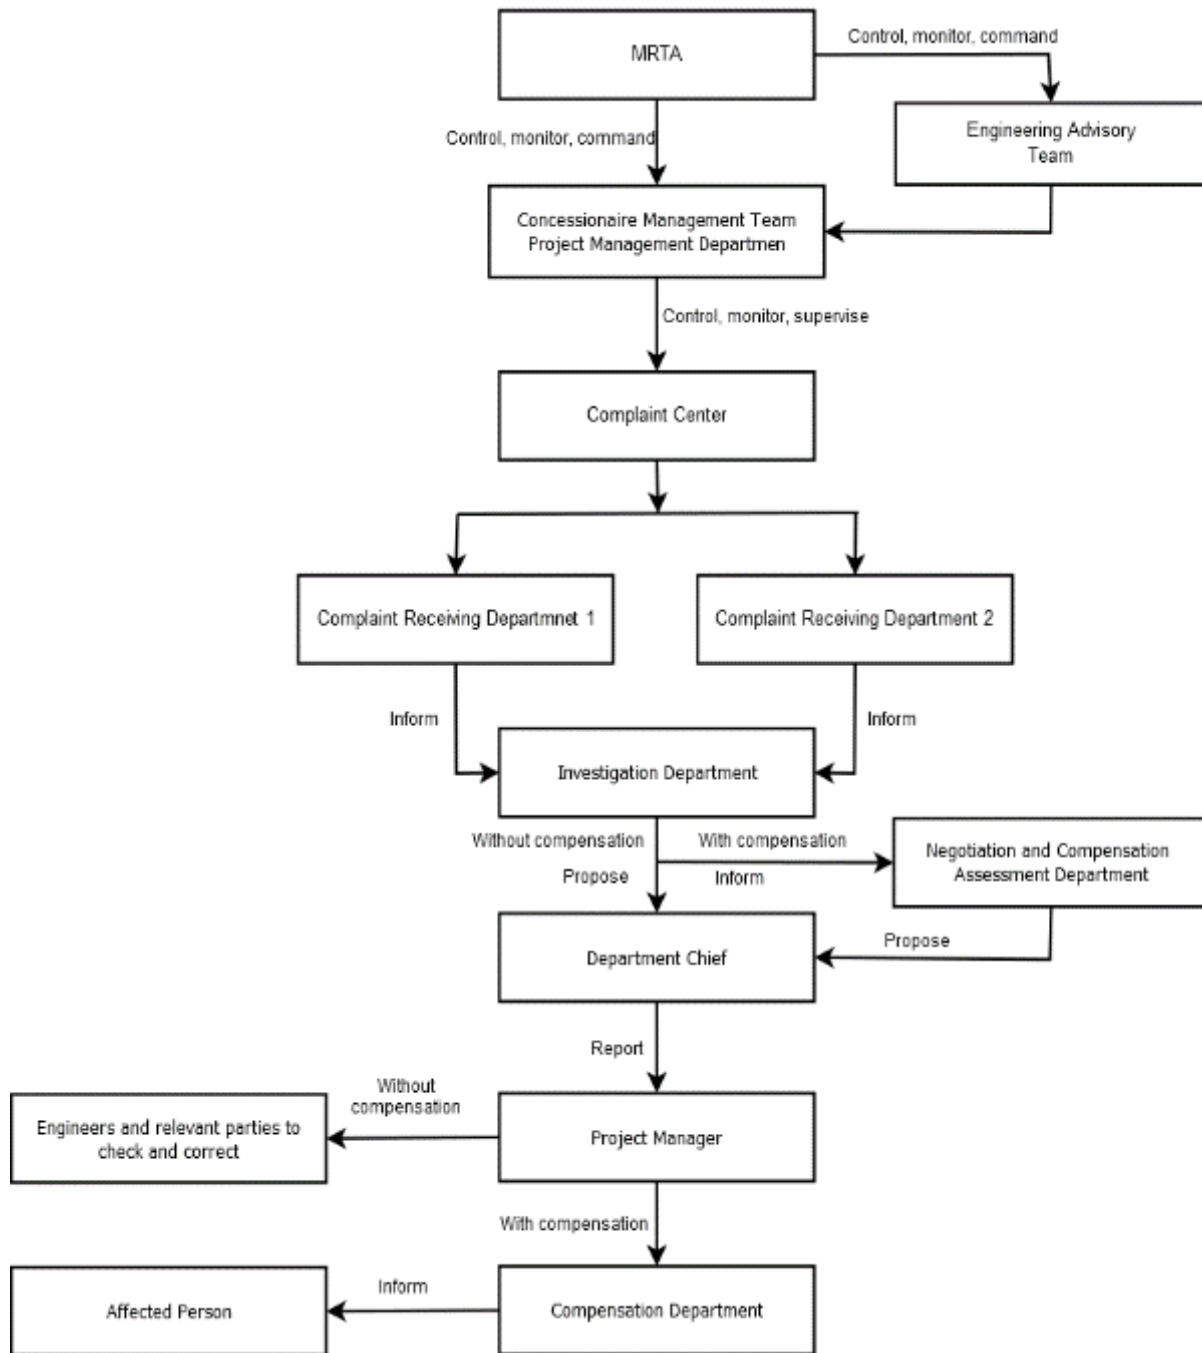 MRTA
Control, monitor, command
Engineering Advisory
Team
Control, monitor, command
Concessionaire Management Team
Project Management Departmen
Control, monitor, supervise
Complaint Center
Complaint Receiving Departmnet 1
Complaint Receiving Department 2
Inform
Inform
Investigation Department
Without compensation
With compensation
Propose
Inform
Negotiation and Compensation
Assessment Department
Department Chief
Propose
Report
Without
compensation
Engineers and relevant parties to
check and correct
Project Manager
With compensation
Inform
Affected Person
Compensation Department